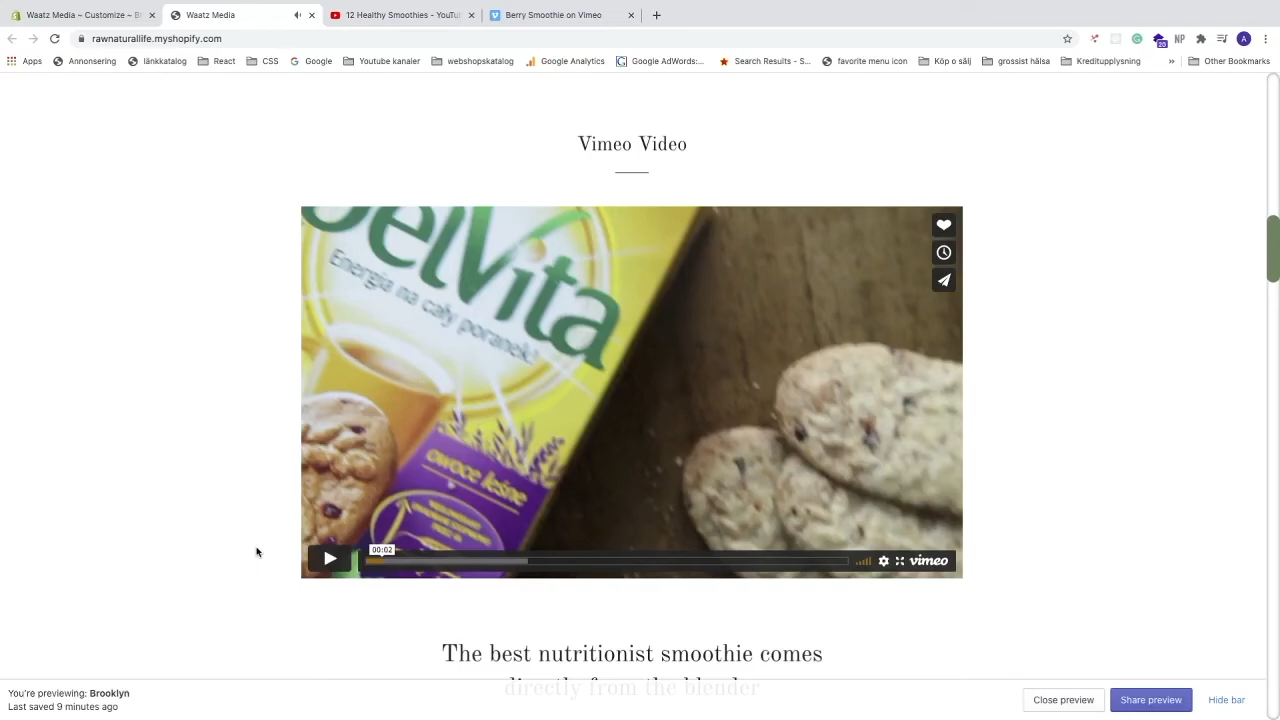 Waatz Media ~ Customize ~ B
Waatz Media
12 Healthy Smoothies - YouTu
Berry Smoothie on Vimeo
rawnaturallife.myshopify.com
Apps
Annonsering
länkkatalog
React
CSS
Google
Youtube kanaler
webshopskatalog
Google Analytics
Google AdWords:...
Search Results - S...
favorite menu icon
Köp o sälj
grossist hälsa
Kreditupplysning
»
Other Bookmarks
NP
A
Vimeo Video
belVita
Energia na cały poranek!
owoce leśne
00:02
vimeo
The best nutritionist smoothie comes
directly from the blender
You're previewing: Brooklyn
Last saved 9 minutes ago
Close preview
Share preview
Hide bar